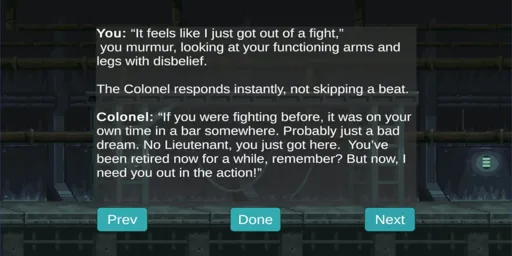 You: “It feels like I just got out of a fight,”
you murmur, looking at your functioning arms and
legs with disbelief.
The Colonel responds instantly, not skipping a beat.
Colonel: “If you were fighting before, it was on your
own time in a bar somewhere. Probably just a bad
dream. No Lieutenant, you just got here.  You’ve
been retired now for a while, remember? But now, I
need you out in the action!”
Prev Done Next